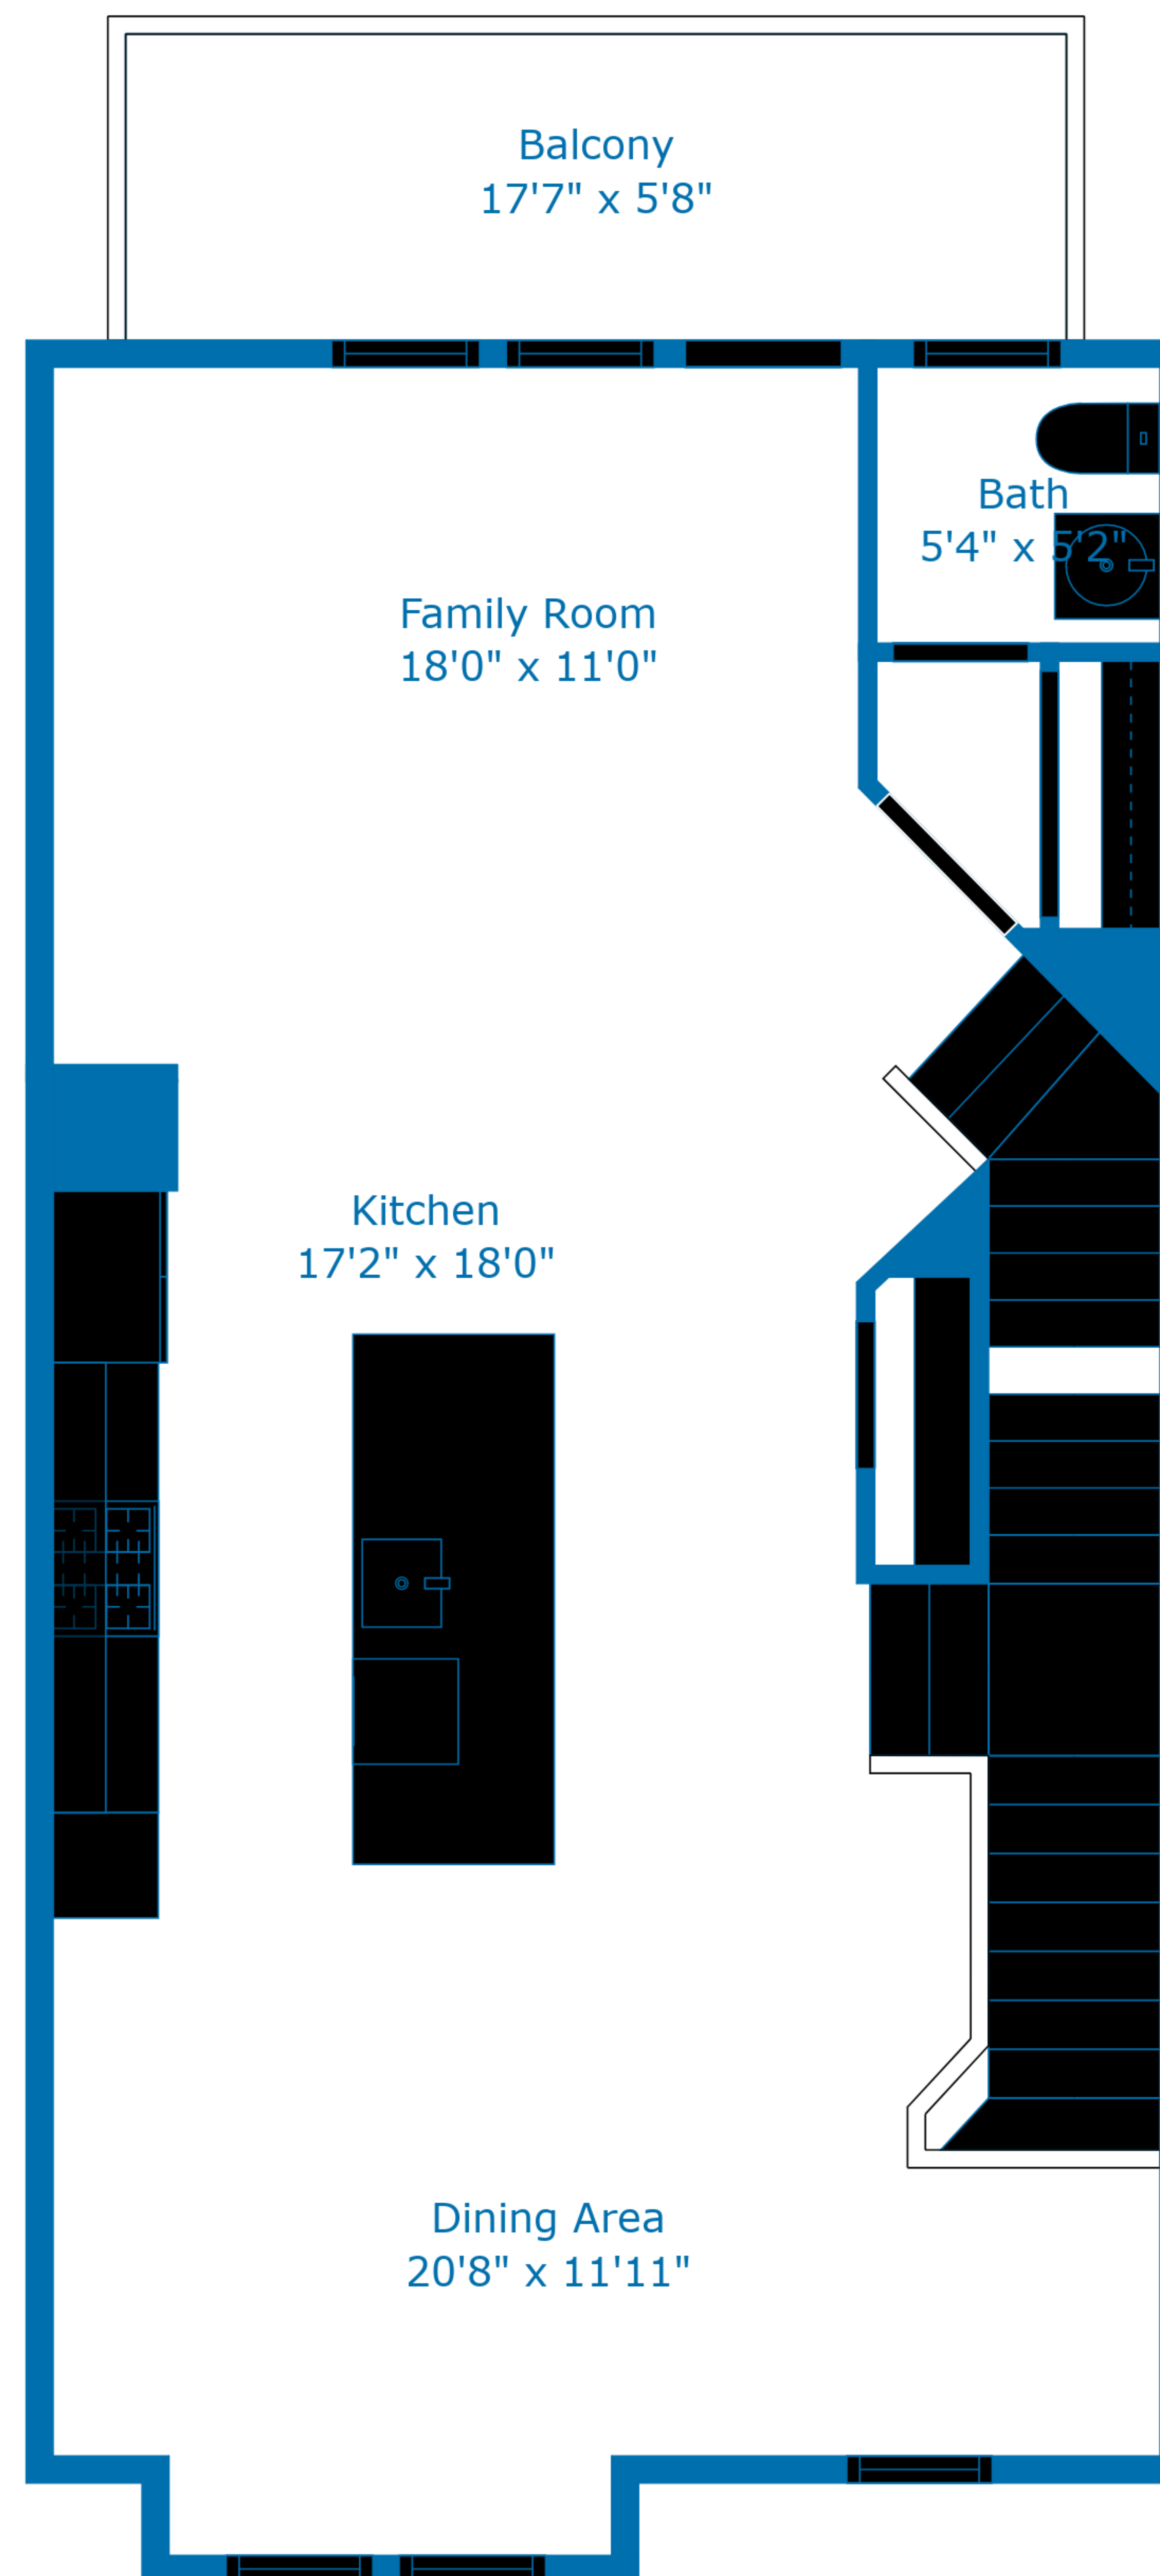 Balcony
17'7" x 5'8"
Bath
5'4" x 5'2"
Family Room
18'0" x 11'0"
Kitchen
17'2" x 18'0"
Dining Area
20'8" x 11'11"